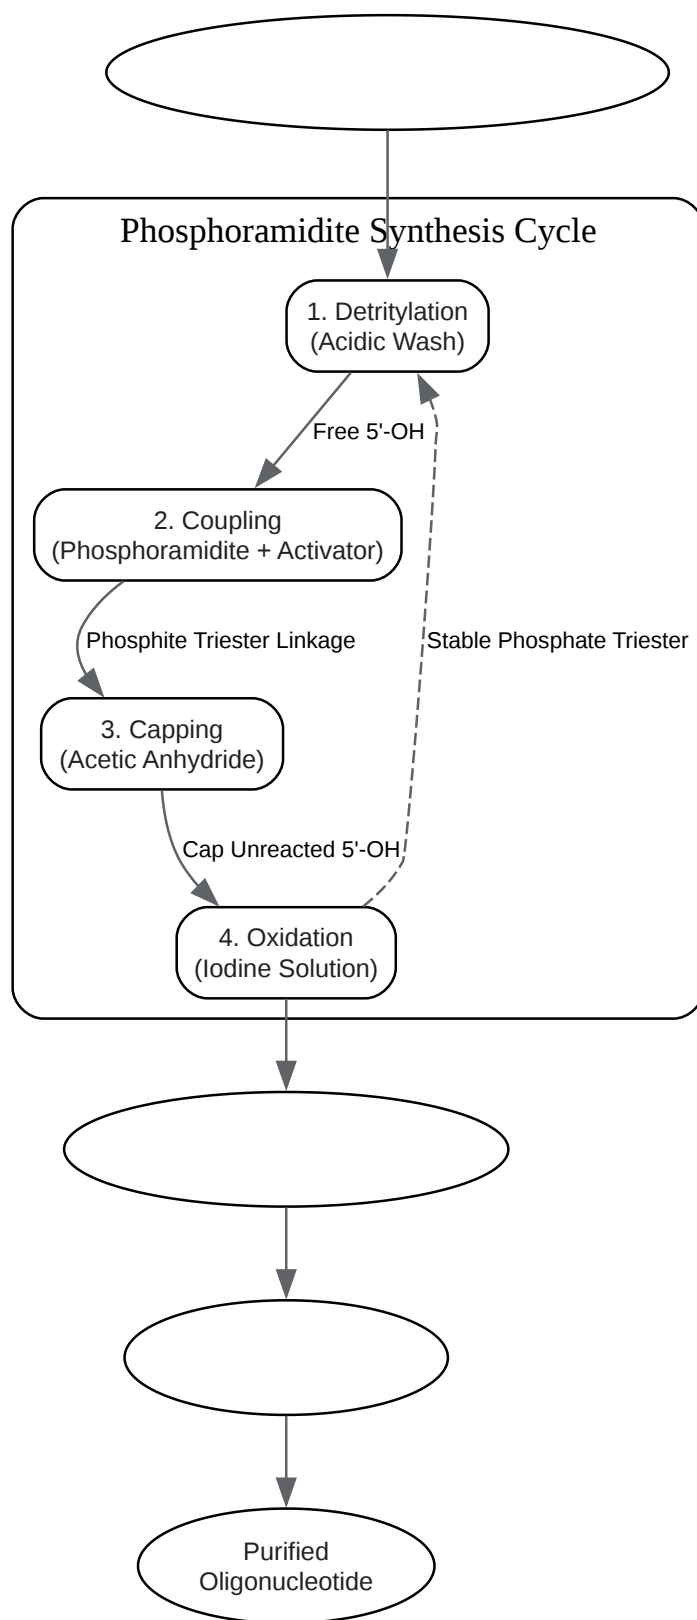 Phosphoramidite Synthesis Cycle
1. Detritylation
(Acidic Wash)
Free 5'-OH
2. Coupling
(Phosphoramidite + Activator)
Phosphite Triester Linkage
Stable Phosphate Triester
3. Capping
(Acetic Anhydride)
Cap Unreacted 5'-OH
4. Oxidation
(Iodine Solution)
Purified
Oligonucleotide